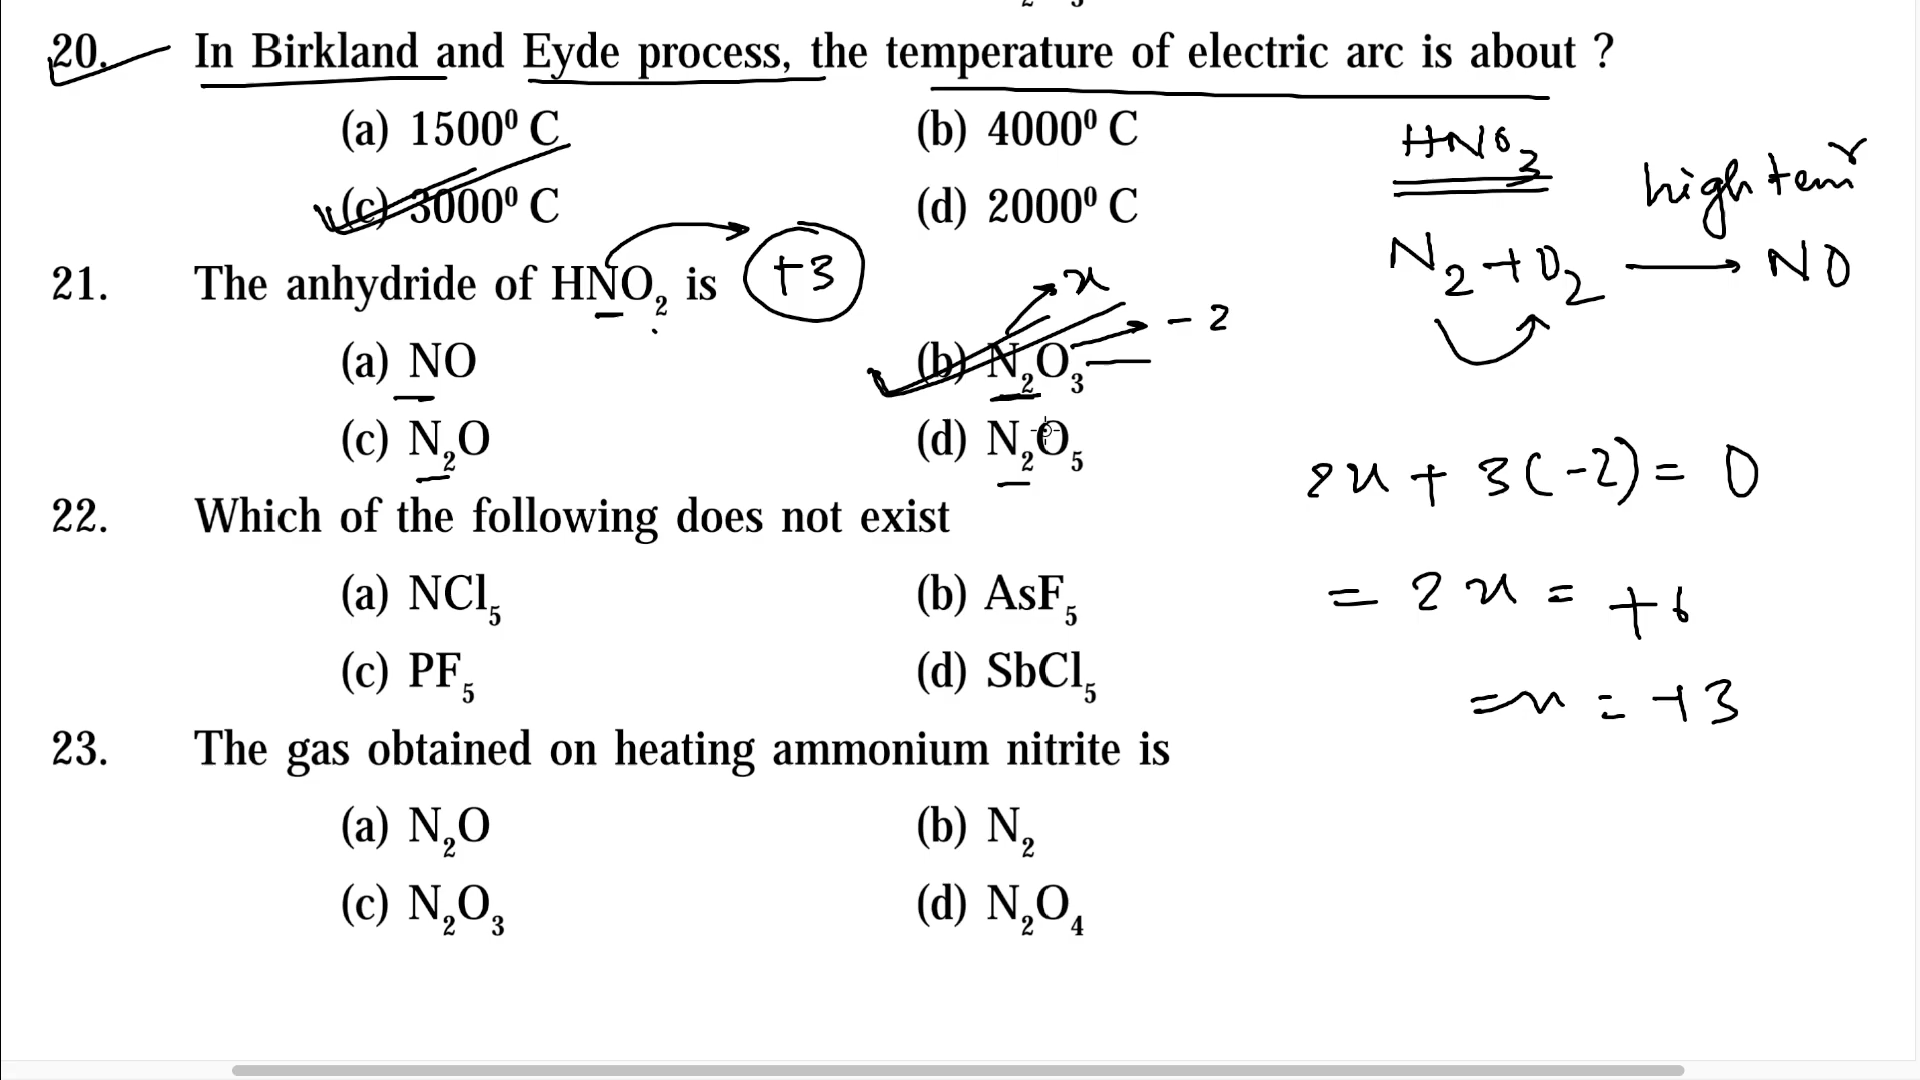 20. In Birkland and Eyde process, the temperature of electric arc is about ?
(a) 1500⁰ C (b) 4000⁰ C
(c) 3000⁰ C (d) 2000⁰ C
HNO₃
high temr
N₂ + O₂ → NO
21. The anhydride of HNO₂ is +3
(a) NO (b) N₂O₃
x
-2
(c) N₂O (d) N₂O₅
2x + 3(-2) = 0
= 2x = +6
= x = +3
22. Which of the following does not exist
(a) NCl₅ (b) AsF₅
(c) PF₅ (d) SbCl₅
23. The gas obtained on heating ammonium nitrite is
(a) N₂O (b) N₂
(c) N₂O₃ (d) N₂O₄